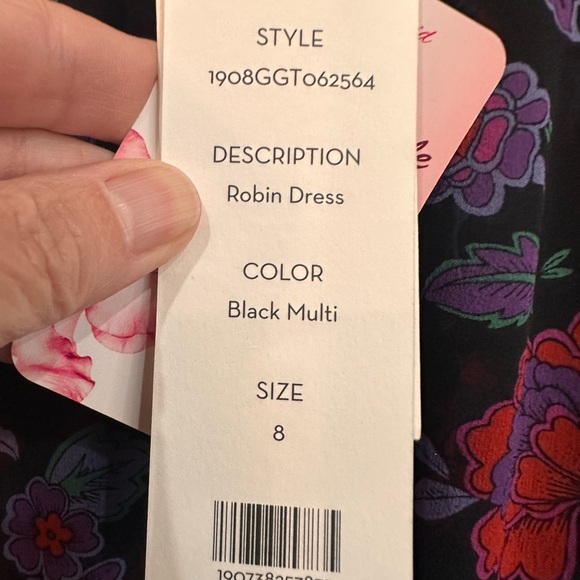 STYLE
1908GGT062564
DESCRIPTION
Robin Dress
COLOR
Black Multi
SIZE
8